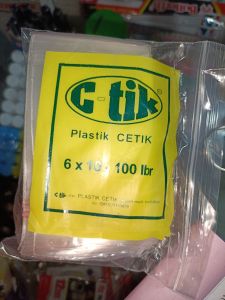 C-tik®
Plastik CETIK
6 x 10 - 100 lbr
PLASTIK CETIK